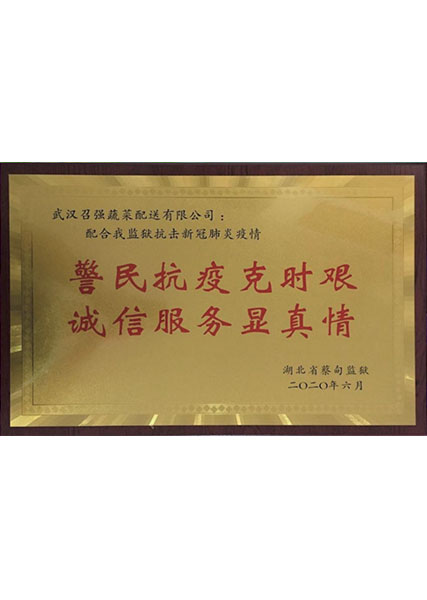 武汉召强蔬菜配送有限公司：
配合我监狱抗击新冠肺炎疫情
警民抗疫克时艰
诚信服务显真情
湖北省蔡甸监狱
二〇二〇年六月